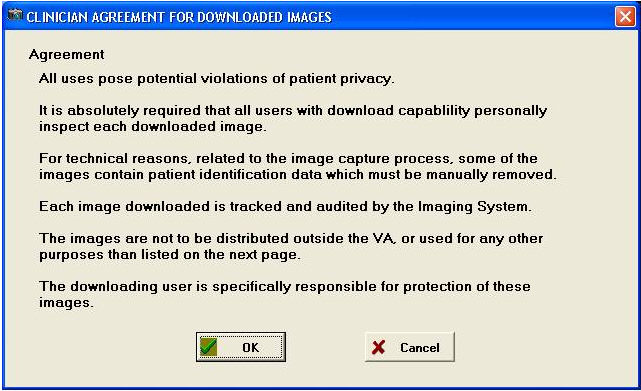 CLINICIAN AGREEMENT FOR DOWNLOADED IMAGES
Agreement
All uses pose potential violations of patient privacy.
It is absolutely required that all users with download capablility personally
inspect each downloaded image.
For technical reasons, related to the image capture process, some of the
images contain patient identification data which must be manually removed.
Each image downloaded is tracked and audited by the Imaging System.
The images are not to be distributed outside the VA, or used for any other
purposes than listed on the next page.
The downloading user is specifically responsible for protection of these
images.
OK Cancel